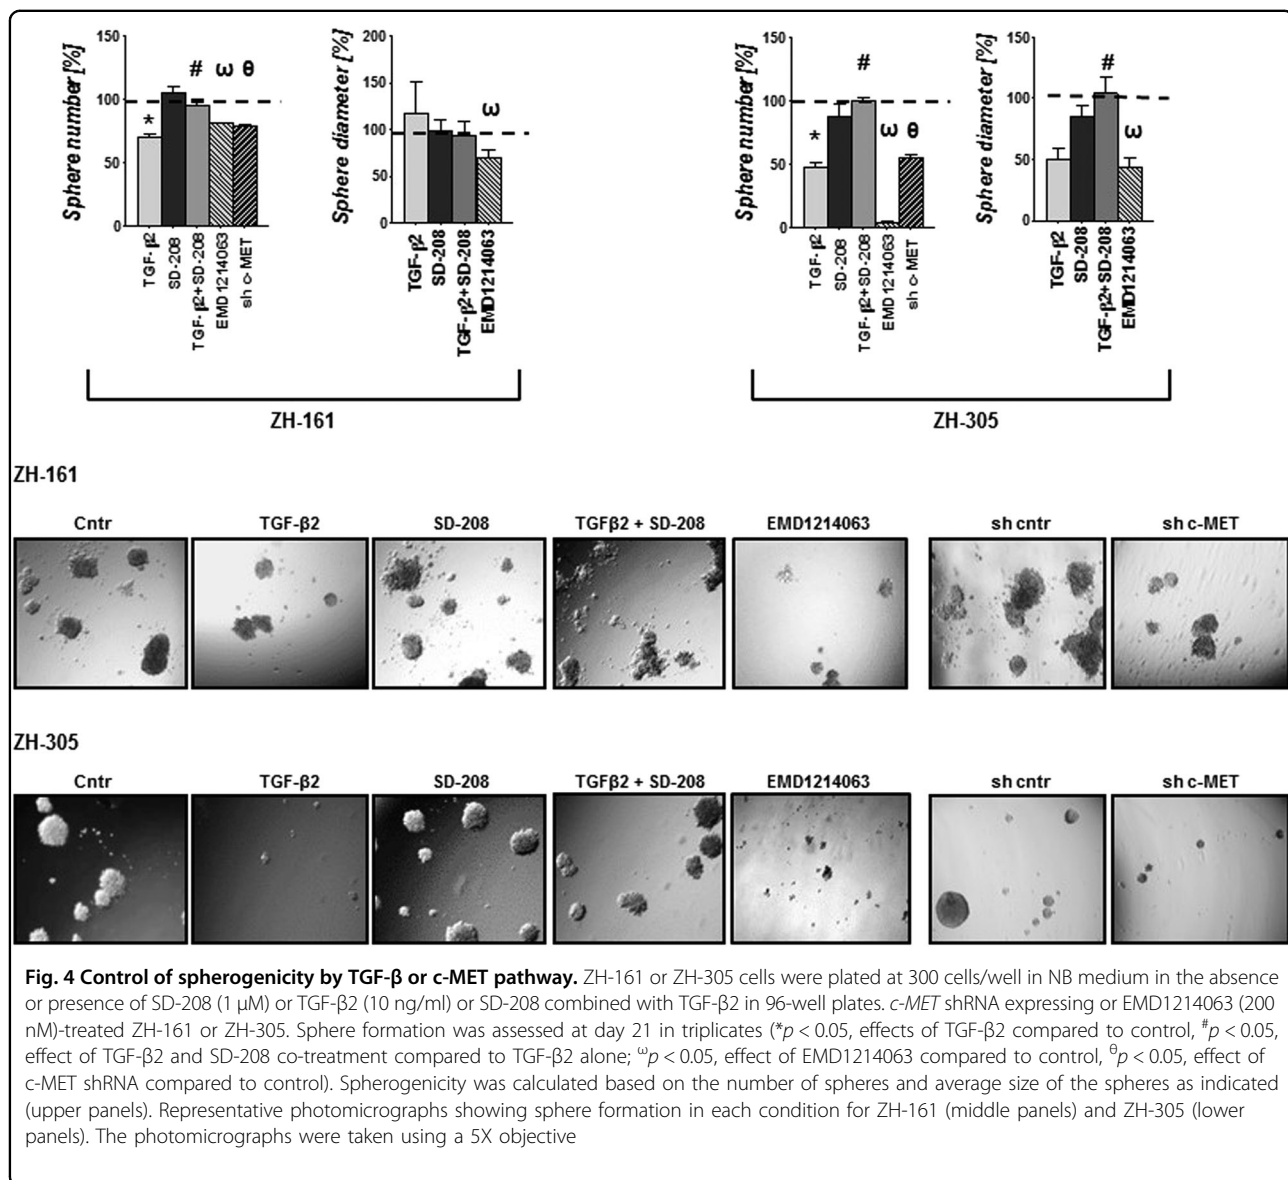 Sphere number [%]
150
100
50
0
*
#
ω
θ
TGF-β2
SD-208
TGF-β2+SD-208
EMD1214063
sh c-MET
Sphere diameter [%]
200
150
100
50
0
ω
TGF-β2
SD-208
TGF-β2+SD-208
EMD1214063
ZH-161
Sphere number [%]
150
100
50
0
*
#
ω
θ
TGF-β2
SD-208
TGF-β2+SD-208
EMD1214063
sh c-MET
Sphere diameter [%]
150
100
50
0
#
ω
TGF-β2
SD-208
TGF-β2+SD-208
EMD1214063
ZH-305
ZH-161
Cntr TGF-β2 SD-208 TGFβ2 + SD-208 EMD1214063 sh cntr sh c-MET
ZH-305
Cntr TGF-β2 SD-208 TGFβ2 + SD-208 EMD1214063 sh cntr sh c-MET
Fig. 4 Control of spherogenicity by TGF-β or c-MET pathway. ZH-161 or ZH-305 cells were plated at 300 cells/well in NB medium in the absence
or presence of SD-208 (1 μM) or TGF-β2 (10 ng/ml) or SD-208 combined with TGF-β2 in 96-well plates. c-MET shRNA expressing or EMD1214063 (200
nM)-treated ZH-161 or ZH-305. Sphere formation was assessed at day 21 in triplicates (*p < 0.05, effects of TGF-β2 compared to control, #p < 0.05,
effect of TGF-β2 and SD-208 co-treatment compared to TGF-β2 alone; ωp < 0.05, effect of EMD1214063 compared to control, θp < 0.05, effect of
c-MET shRNA compared to control). Spherogenicity was calculated based on the number of spheres and average size of the spheres as indicated
(upper panels). Representative photomicrographs showing sphere formation in each condition for ZH-161 (middle panels) and ZH-305 (lower
panels). The photomicrographs were taken using a 5X objective